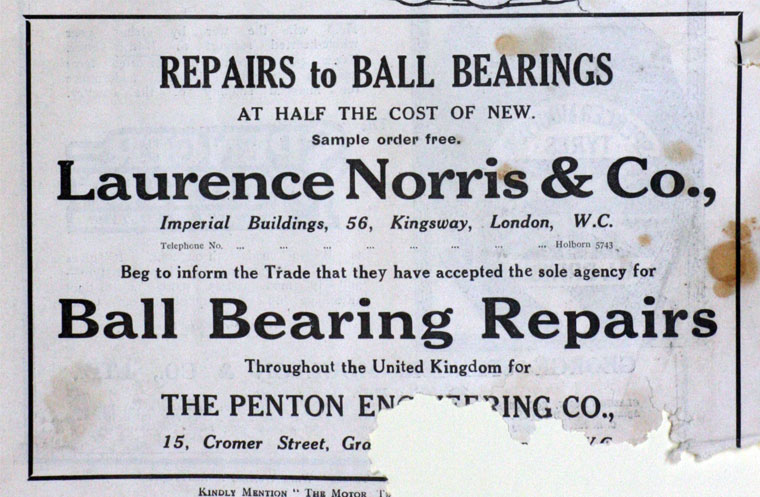 REPAIRS to BALL BEARINGS
AT HALF THE COST OF NEW.
Sample order free.
Laurence Norris & Co.,
Imperial Buildings, 56, Kingsway, London, W.C.
Telephone No. ... ... ... ... ... ... ... ... Holborn 5743
Beg to inform the Trade that they have accepted the sole agency for
Ball Bearing Repairs
Throughout the United Kingdom for
THE PENTON ENGINEERING CO.,
15, Cromer Street,
KINDLY MENTION "THE MOTOR